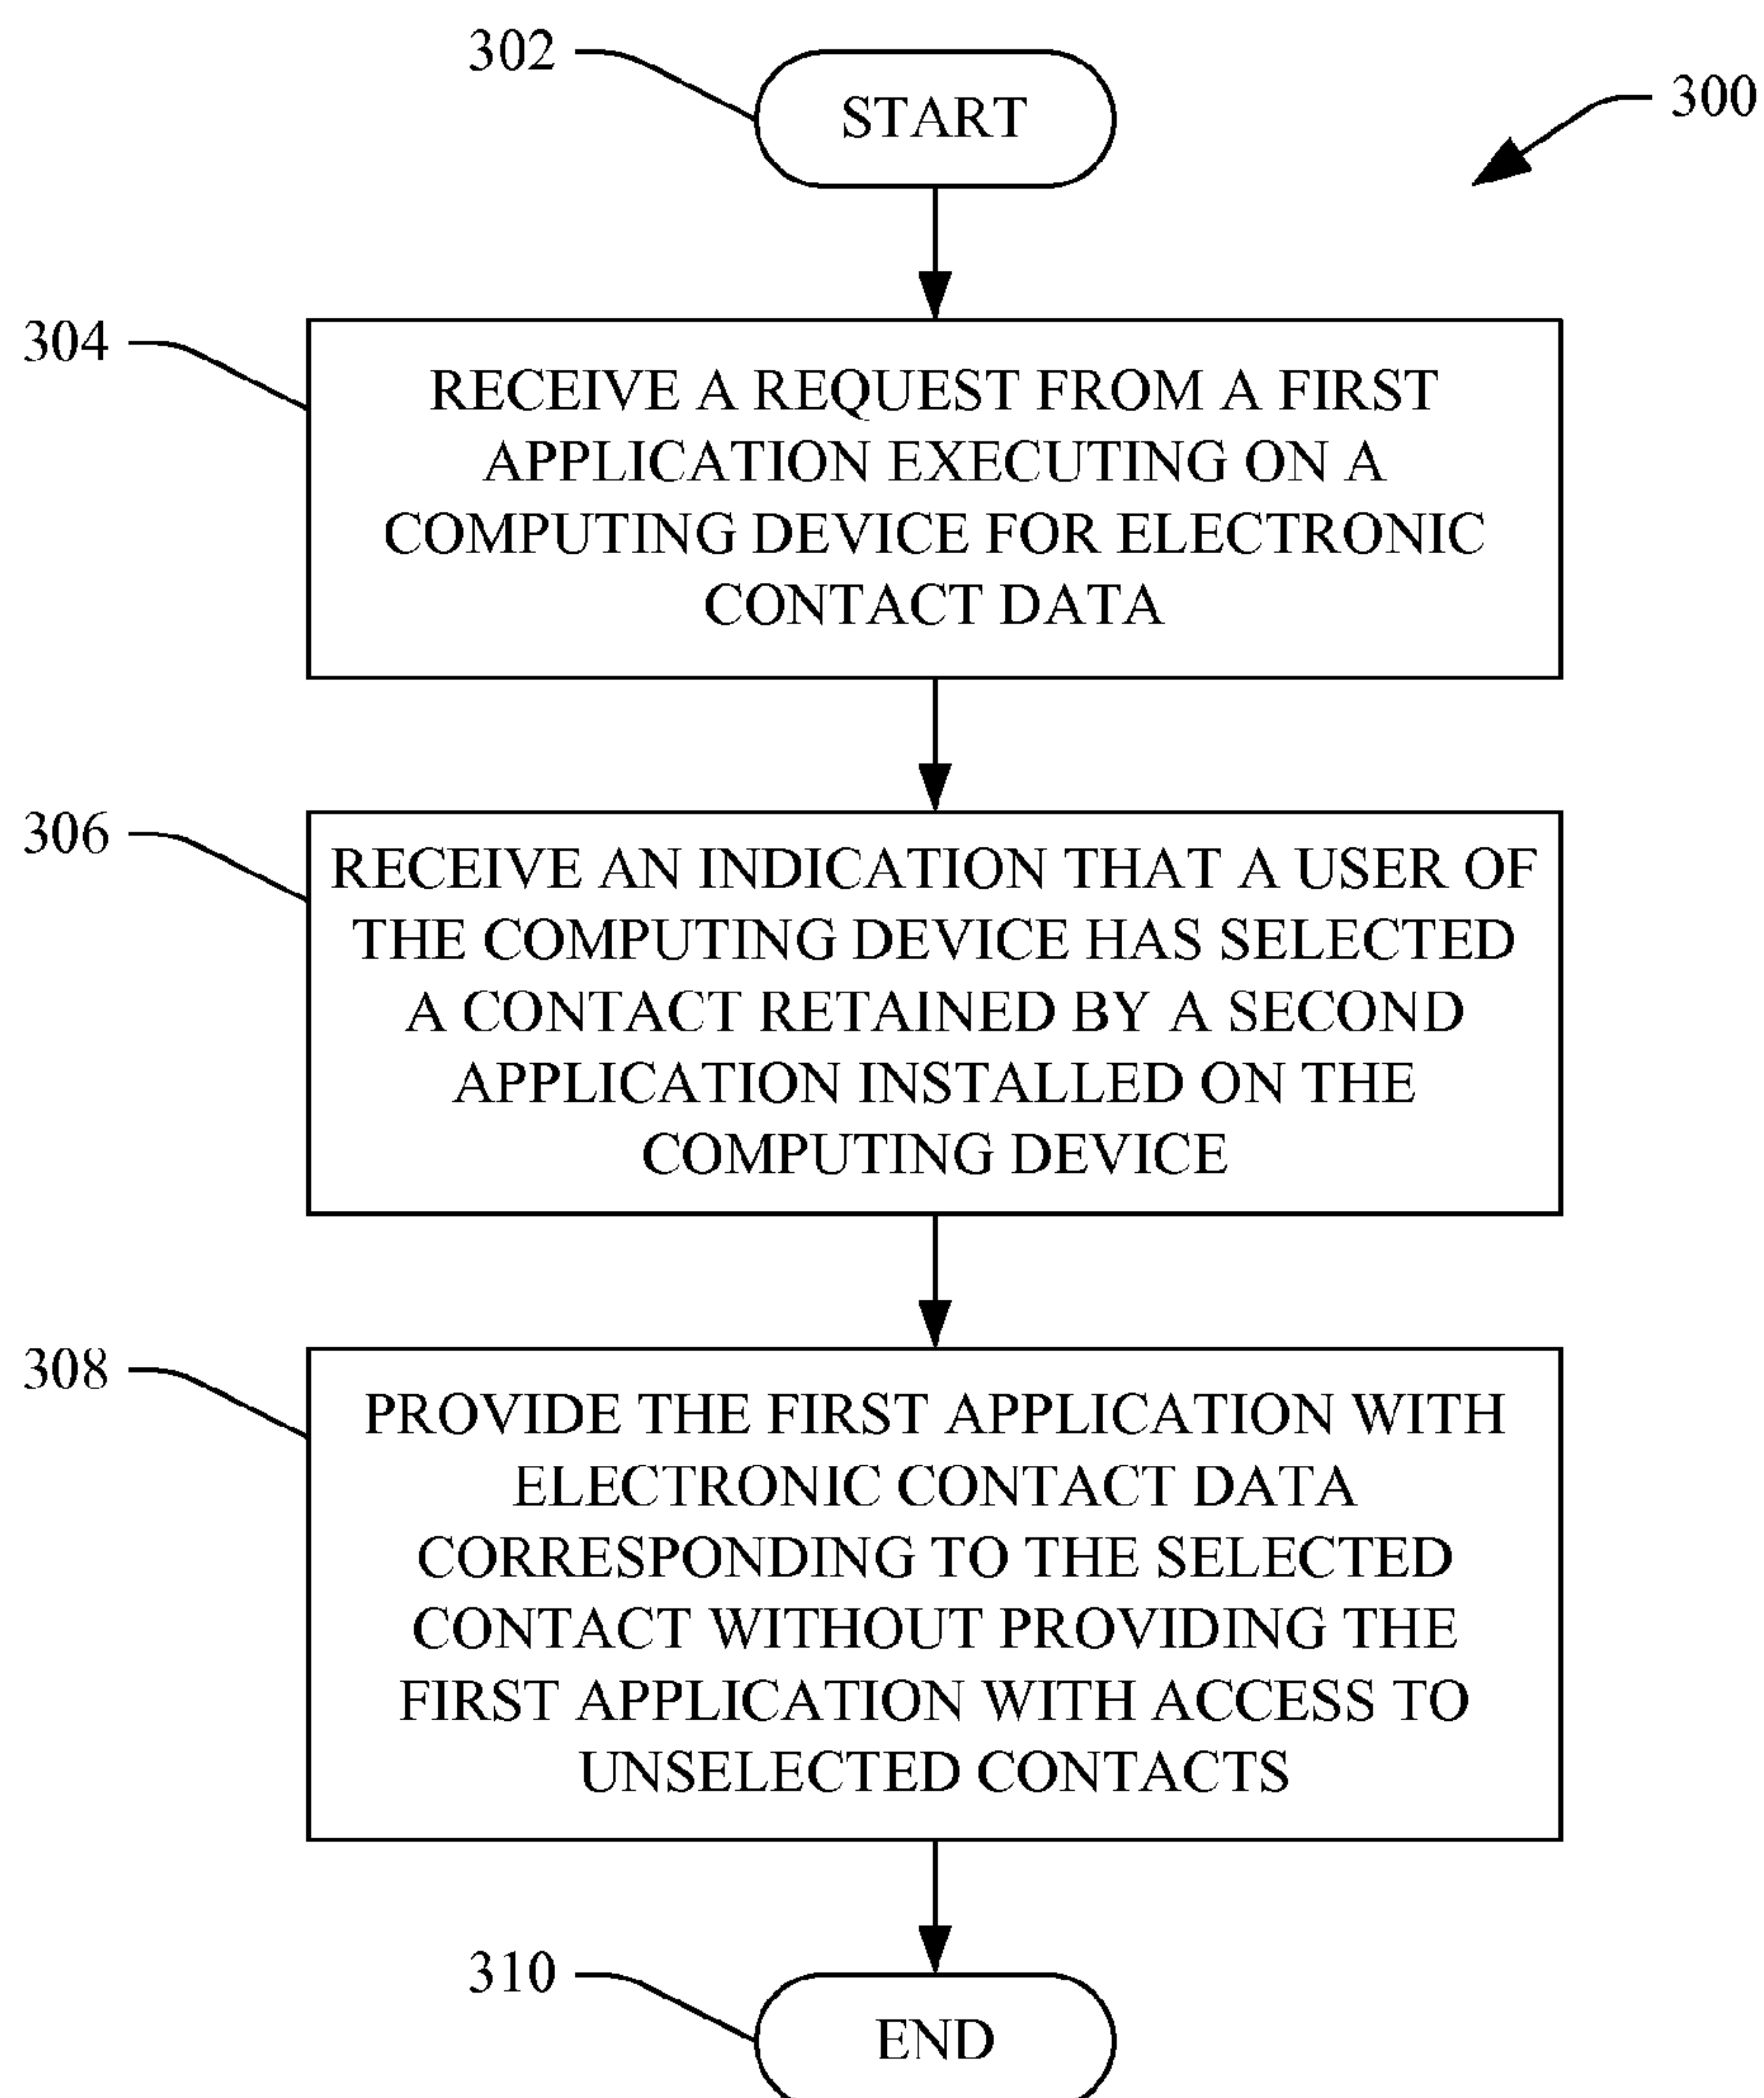 302
START
300
304
RECEIVE A REQUEST FROM A FIRST
APPLICATION EXECUTING ON A
COMPUTING DEVICE FOR ELECTRONIC
CONTACT DATA
306
RECEIVE AN INDICATION THAT A USER OF
THE COMPUTING DEVICE HAS SELECTED
A CONTACT RETAINED BY A SECOND
APPLICATION INSTALLED ON THE
COMPUTING DEVICE
308
PROVIDE THE FIRST APPLICATION WITH
ELECTRONIC CONTACT DATA
CORRESPONDING TO THE SELECTED
CONTACT WITHOUT PROVIDING THE
FIRST APPLICATION WITH ACCESS TO
UNSELECTED CONTACTS
310
END